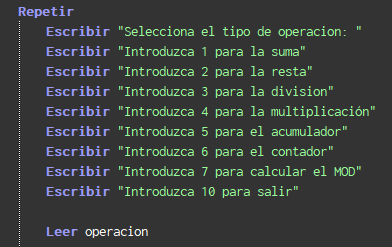 Repetir
Escribir "Selecciona el tipo de operacion: "
Escribir "Introduzca 1 para la suma"
Escribir "Introduzca 2 para la resta"
Escribir "Introduzca 3 para la division"
Escribir "Introduzca 4 para la multiplicación"
Escribir "Introduzca 5 para el acumulador"
Escribir "Introduzca 6 para el contador"
Escribir "Introduzca 7 para calcular el MOD"
Escribir "Introduzca 10 para salir"
Leer operacion